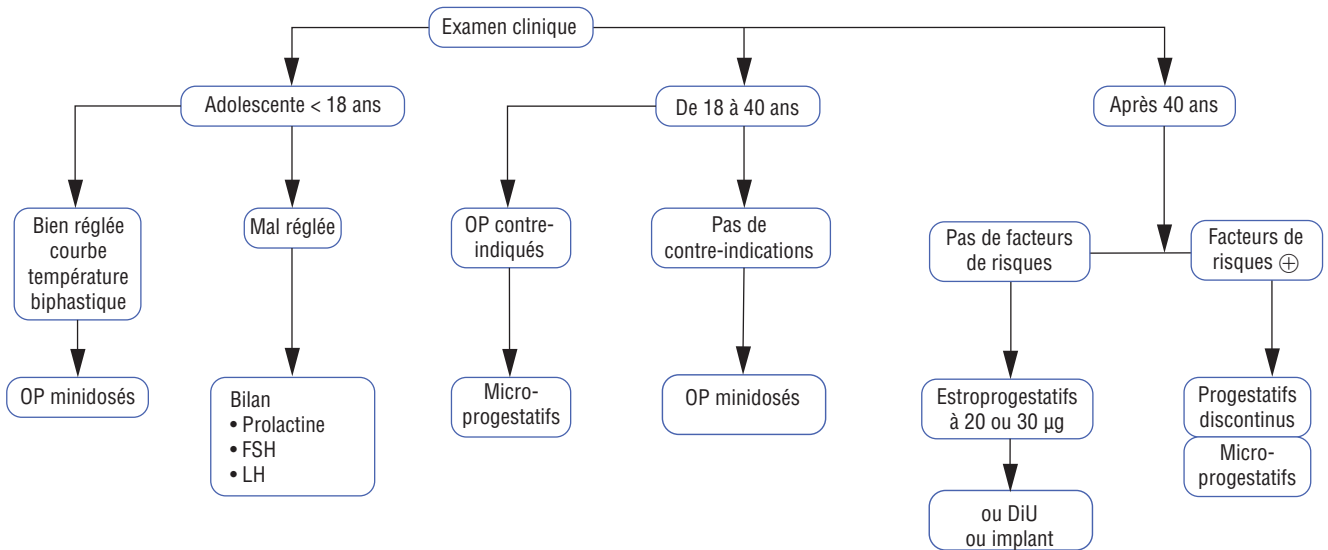 Examen clinique
Adolescente < 18 ans
De 18 à 40 ans
Après 40 ans
Bien réglée
courbe
température
biphastique
Mal réglée
OP contre-
indiqués
Pas de
contre-indications
Pas de facteurs
de risques
Facteurs de
risques ⊕
OP minidosés
Bilan
• Prolactine
• FSH
• LH
Micro-
progestatifs
OP minidosés
Estroprogestatifs
à 20 ou 30 µg
Progestatifs
discontinus
Micro-
progestatifs
ou DiU
ou implant